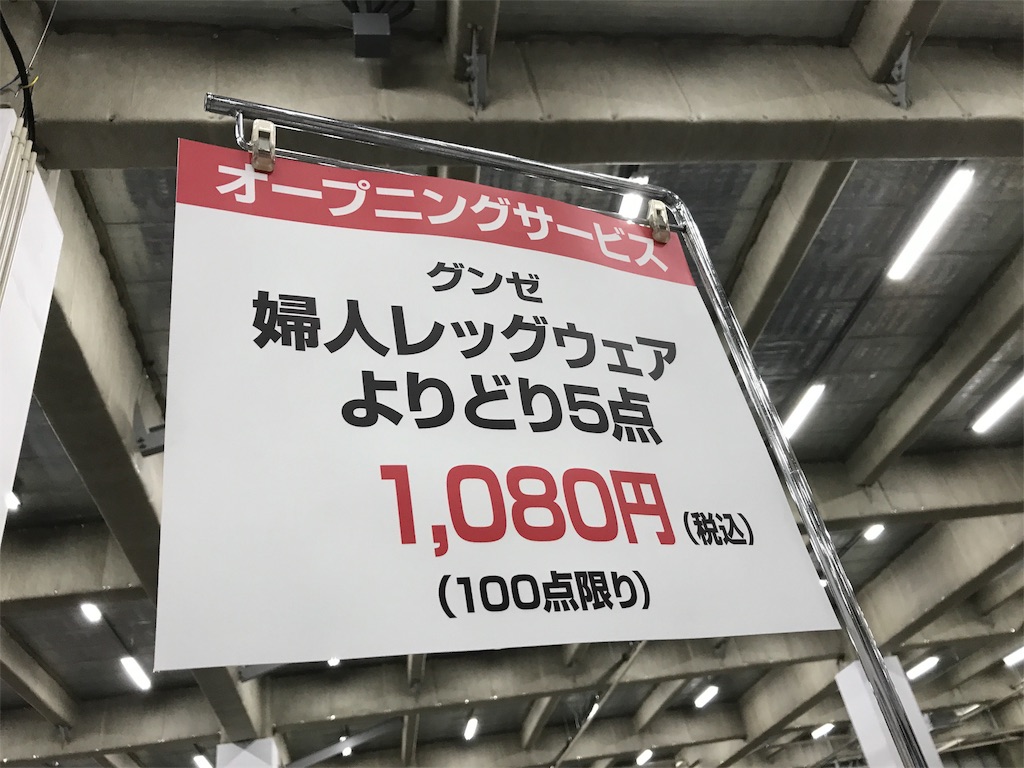 オープニングサービス
グンゼ
婦人レッグウェア
よりどり5点
1,080円(税込)
(100点限り)